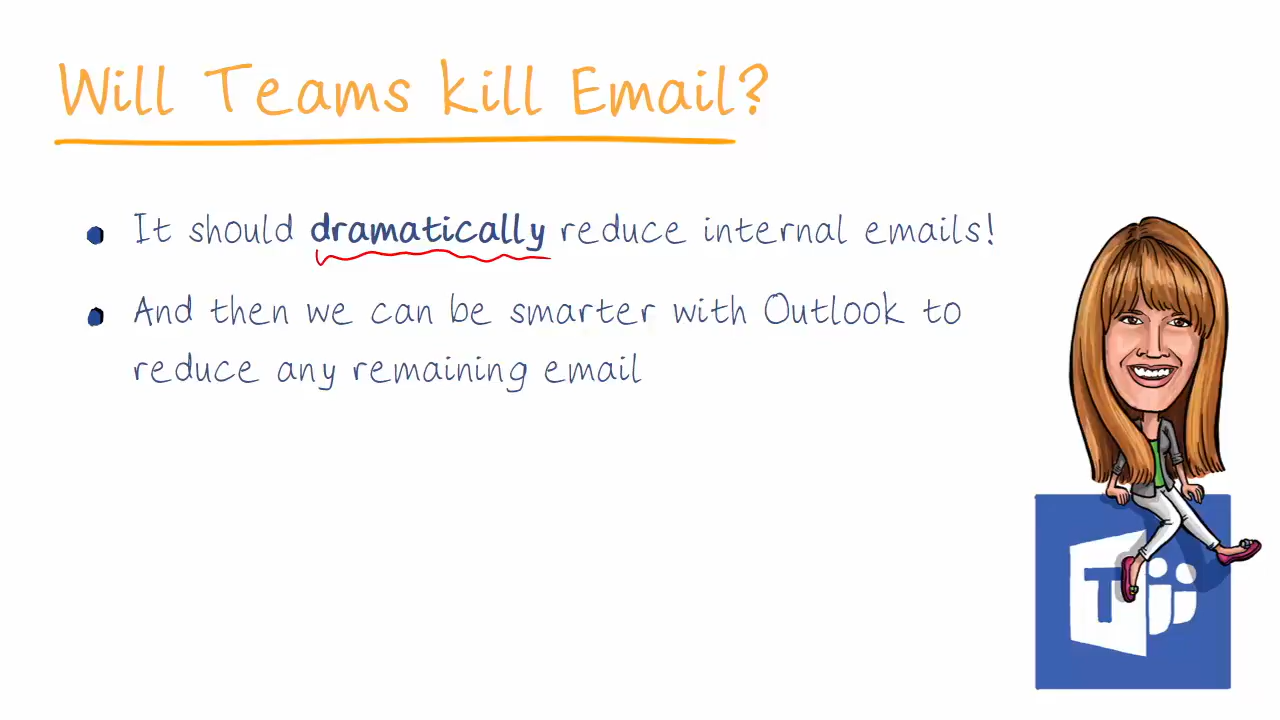 Will Teams kill Email?
It should dramatically reduce internal emails!
And then we can be smarter with Outlook to
reduce any remaining email
T